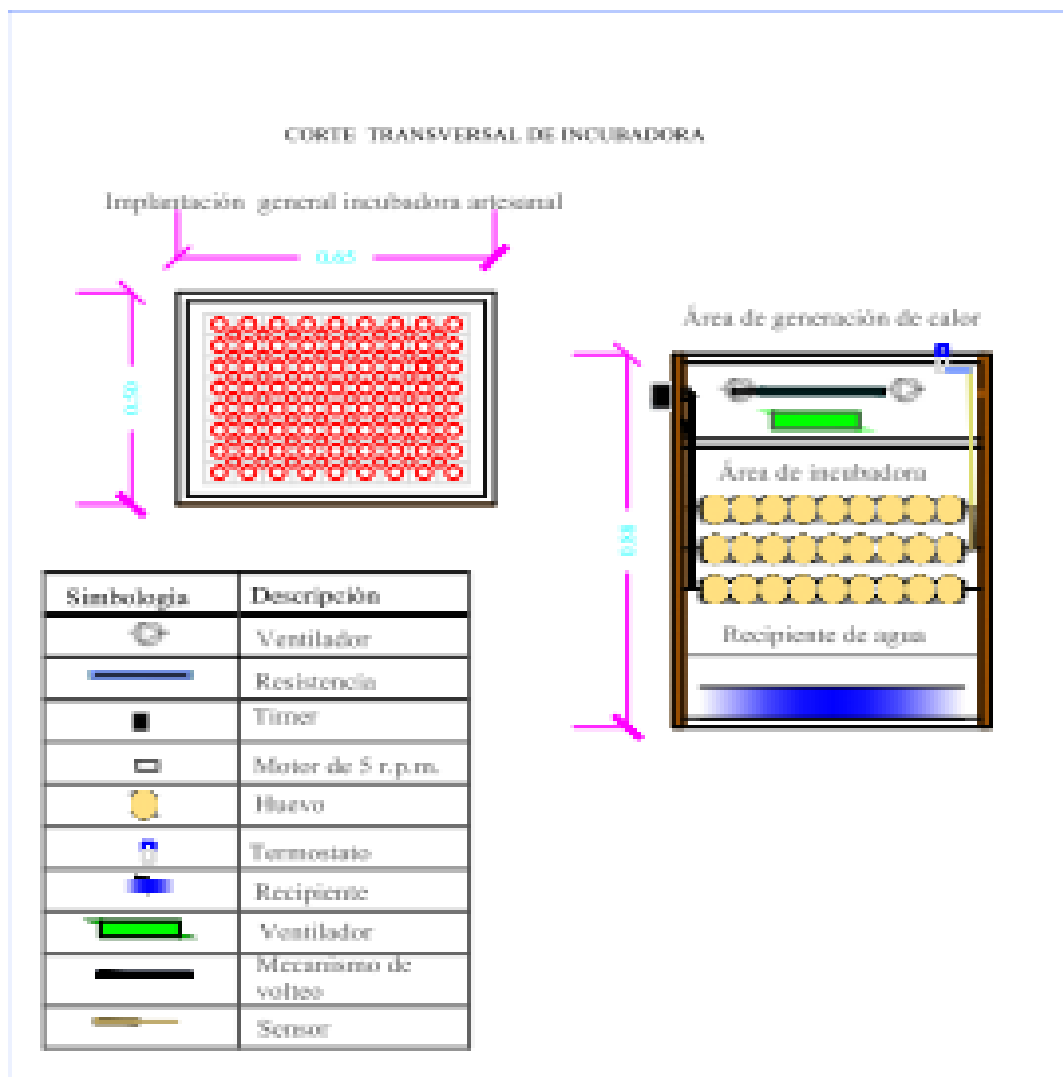 CORTE TRANSVERSAL DE INCUBADORA
Implantación general incubadora artesanal
0.65
0.50
Área de generación de calor
Área de incubadora
Recipiente de agua
Simbología Descripción
Ventilador
Resistencia
Timer
Motor de 5 r.p.m.
Huevo
Termostato
Recipiente
Ventilador
Mecanismo de
volteo
Sensor